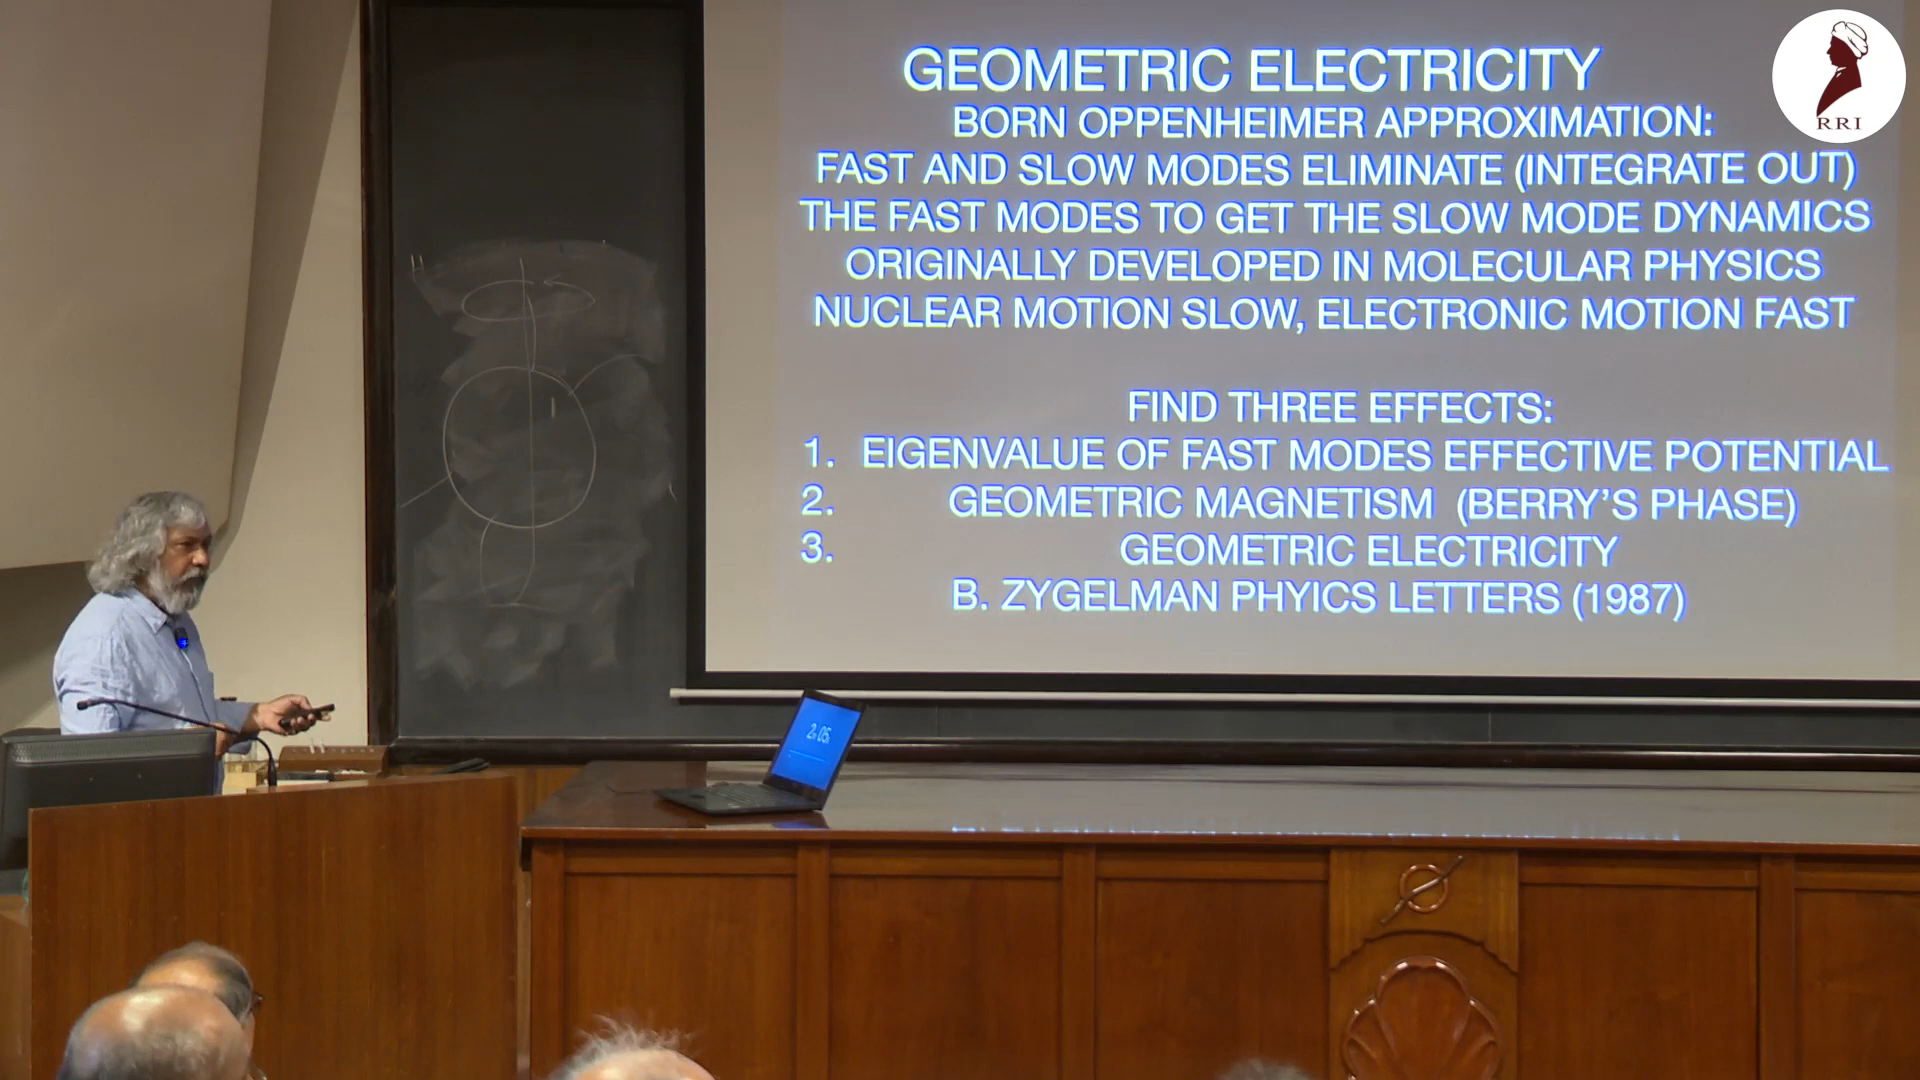 GEOMETRIC ELECTRICITY
BORN OPPENHEIMER APPROXIMATION:
FAST AND SLOW MODES ELIMINATE (INTEGRATE OUT)
THE FAST MODES TO GET THE SLOW MODE DYNAMICS
ORIGINALLY DEVELOPED IN MOLECULAR PHYSICS
NUCLEAR MOTION SLOW, ELECTRONIC MOTION FAST
FIND THREE EFFECTS:
1. EIGENVALUE OF FAST MODES EFFECTIVE POTENTIAL
2. GEOMETRIC MAGNETISM (BERRY'S PHASE)
3. GEOMETRIC ELECTRICITY
B. ZYGELMAN PHYICS LETTERS (1987)
RRI